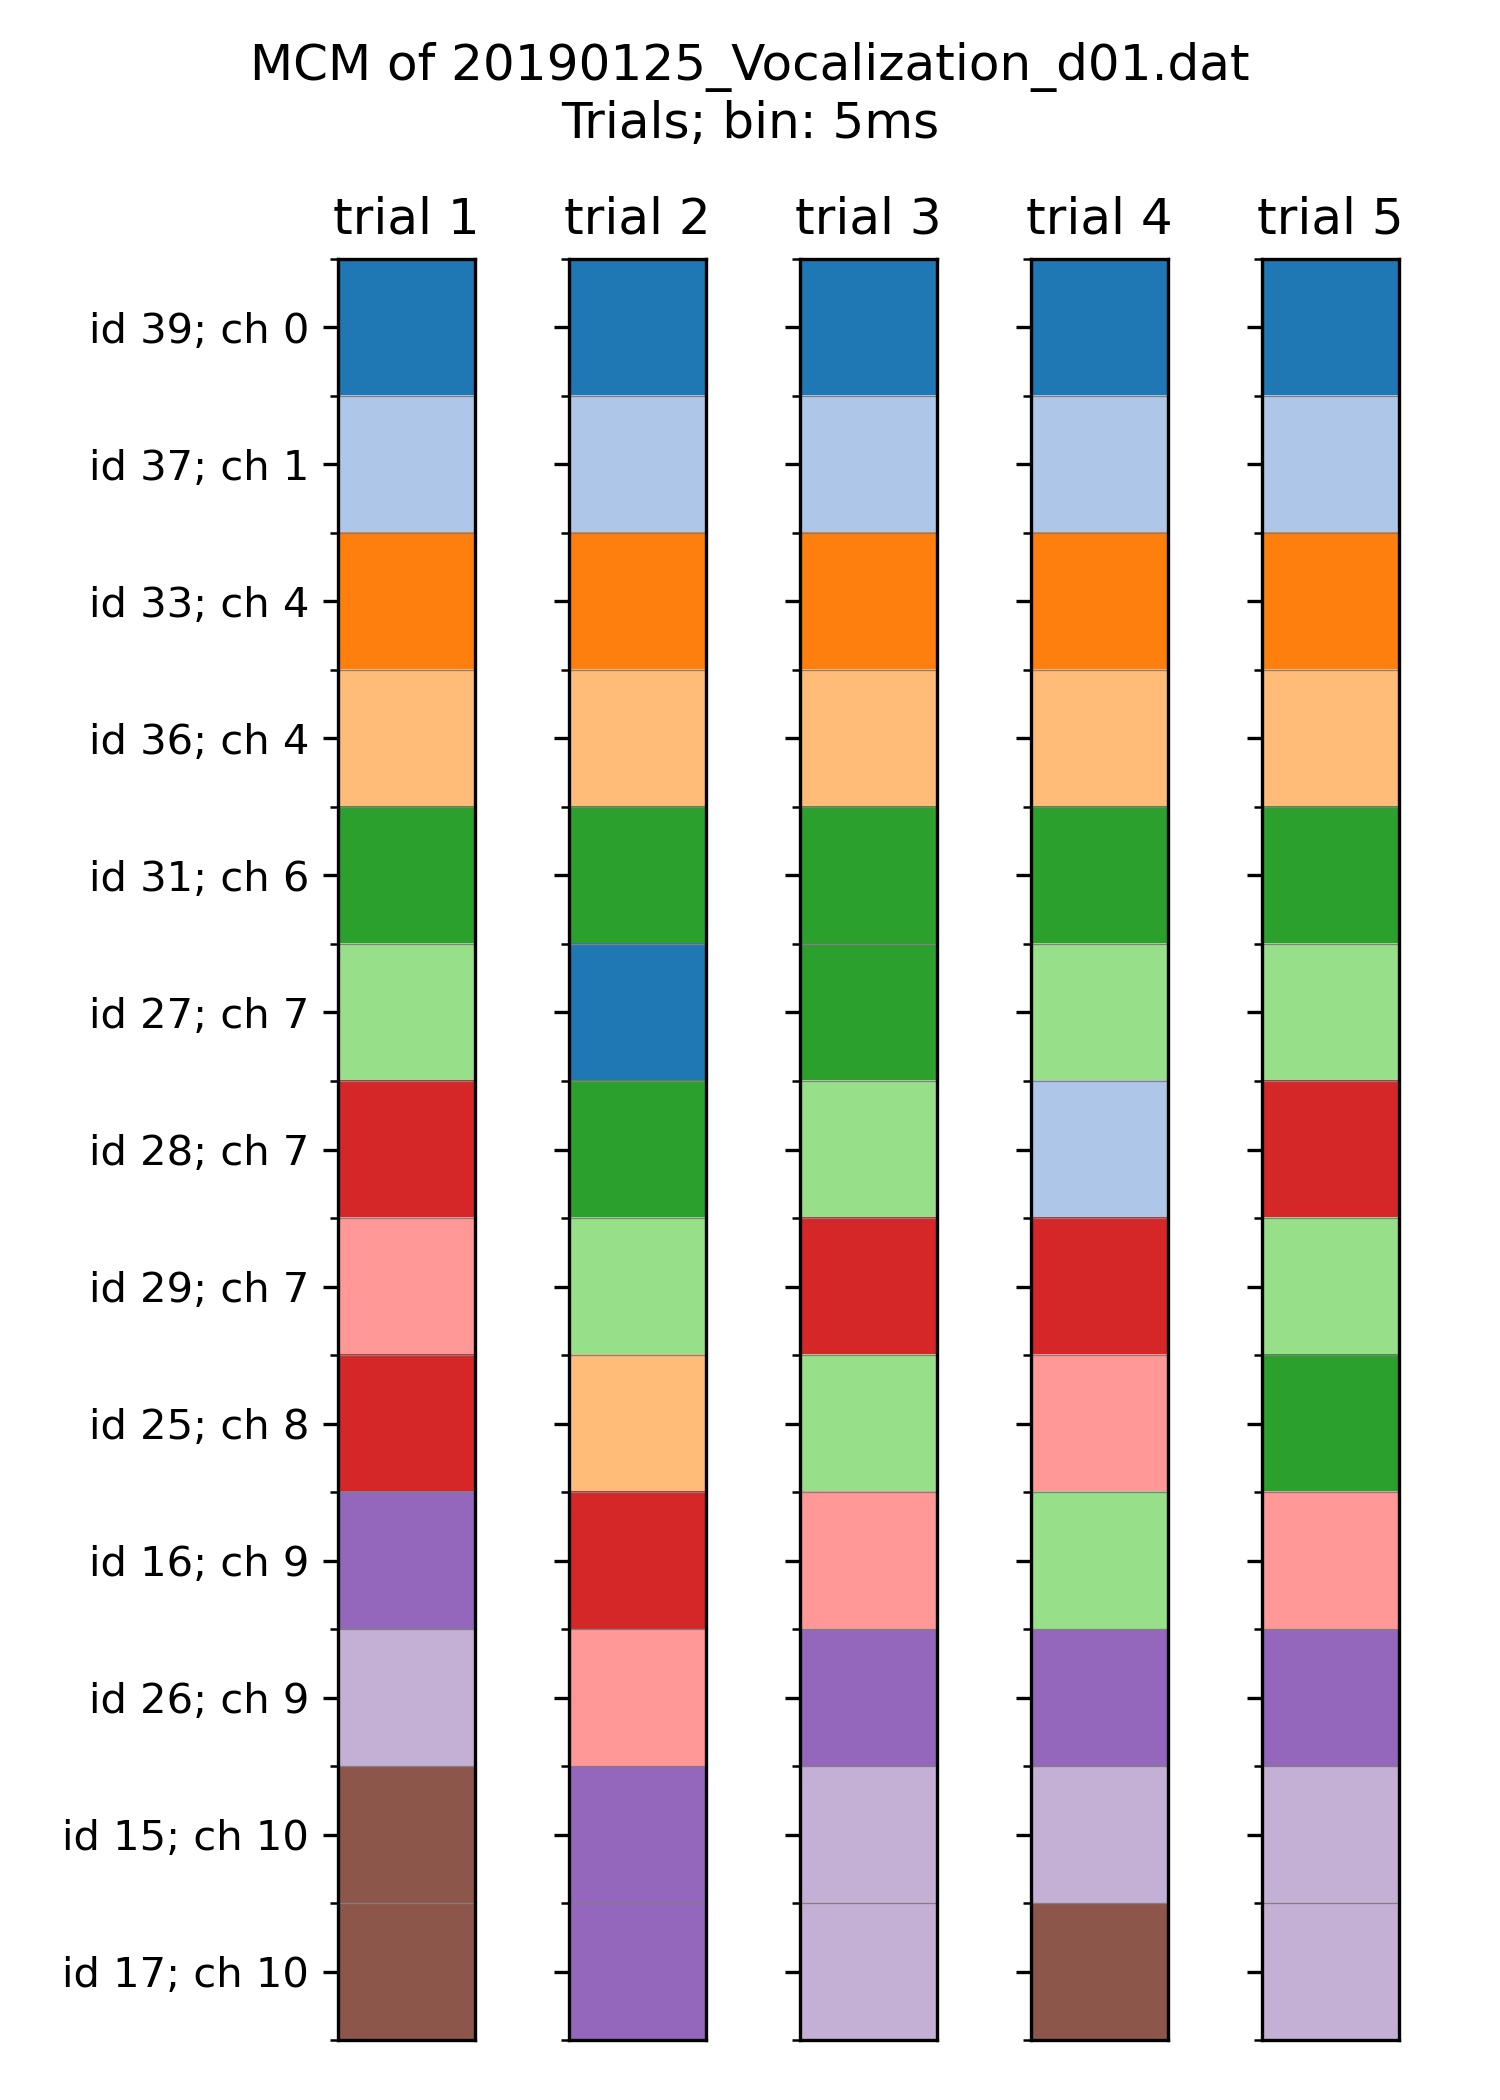 MCM of 20190125_Vocalization_d01.dat
Trials; bin: 5ms
trial 1 trial 2 trial 3 trial 4 trial 5
id 39; ch 0
id 37; ch 1
id 33; ch 4
id 36; ch 4
id 31; ch 6
id 27; ch 7
id 28; ch 7
id 29; ch 7
id 25; ch 8
id 16; ch 9
id 26; ch 9
id 15; ch 10
id 17; ch 10